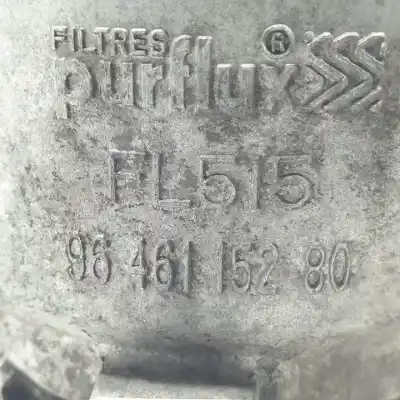 FILTRES ®
purflux
FL515
96 461 152 80